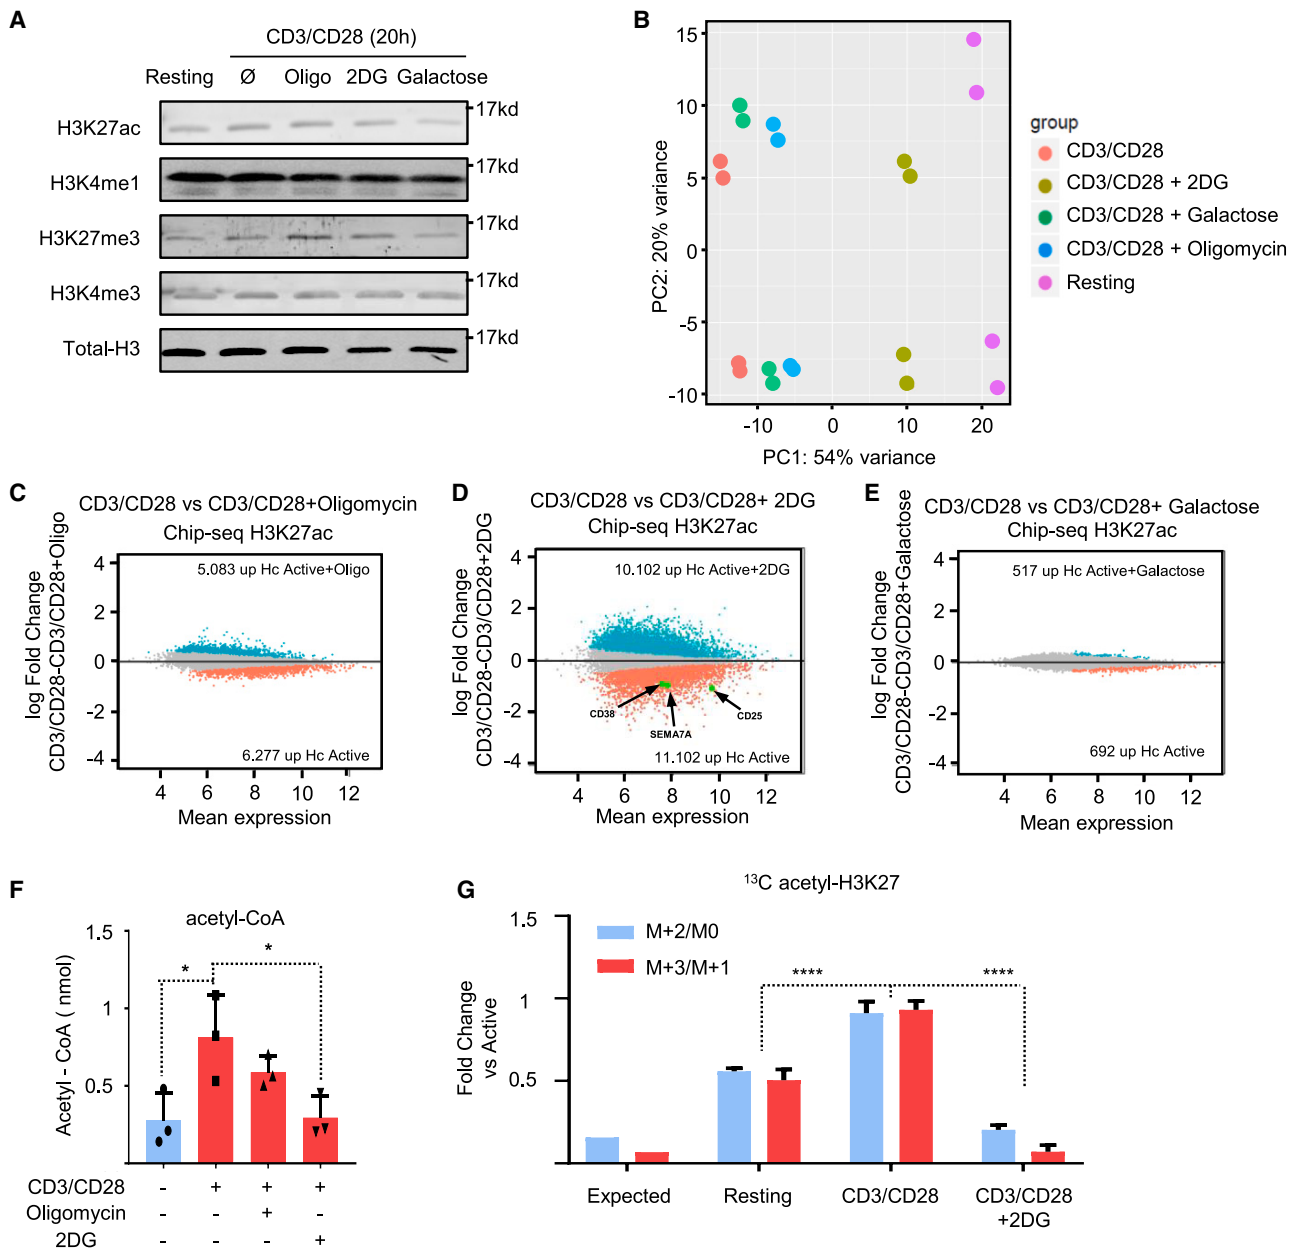 A
CD3/CD28 (20h)
Resting Ø Oligo 2DG Galactose
H3K27ac
17kd
H3K4me1
17kd
H3K27me3
17kd
H3K4me3
17kd
Total-H3
17kd
B
15
10
5
0
-5
-10
-10 0 10 20
PC2: 20% variance
PC1: 54% variance
group
CD3/CD28
CD3/CD28 + 2DG
CD3/CD28 + Galactose
CD3/CD28 + Oligomycin
Resting
C
CD3/CD28 vs CD3/CD28+Oligomycin
Chip-seq H3K27ac
log Fold Change
CD3/CD28-CD3/CD28+Oligo
4
2
0
-2
-4
5.083 up Hc Active+Oligo
6.277 up Hc Active
4 6 8 10 12
Mean expression
D
CD3/CD28 vs CD3/CD28+ 2DG
Chip-seq H3K27ac
log Fold Change
CD3/CD28-CD3/CD28+2DG
4
2
0
-2
-4
10.102 up Hc Active+2DG
CD38
SEMA7A
CD25
11.102 up Hc Active
4 6 8 10 12
Mean expression
E
CD3/CD28 vs CD3/CD28+ Galactose
Chip-seq H3K27ac
log Fold Change
CD3/CD28-CD3/CD28+Galactose
4
2
0
-2
-4
517 up Hc Active+Galactose
692 up Hc Active
4 6 8 10 12
Mean expression
F
acetyl-CoA
Acetyl - CoA ( nmol)
1.5
1
0.5
0
*
*
CD3/CD28 - + + +
Oligomycin - - + -
2DG - - - +
G
¹³C acetyl-H3K27
Fold Change
vs Active
1.5
1
0.5
0
M+2/M0
M+3/M+1
****
****
Expected Resting CD3/CD28 CD3/CD28
+2DG